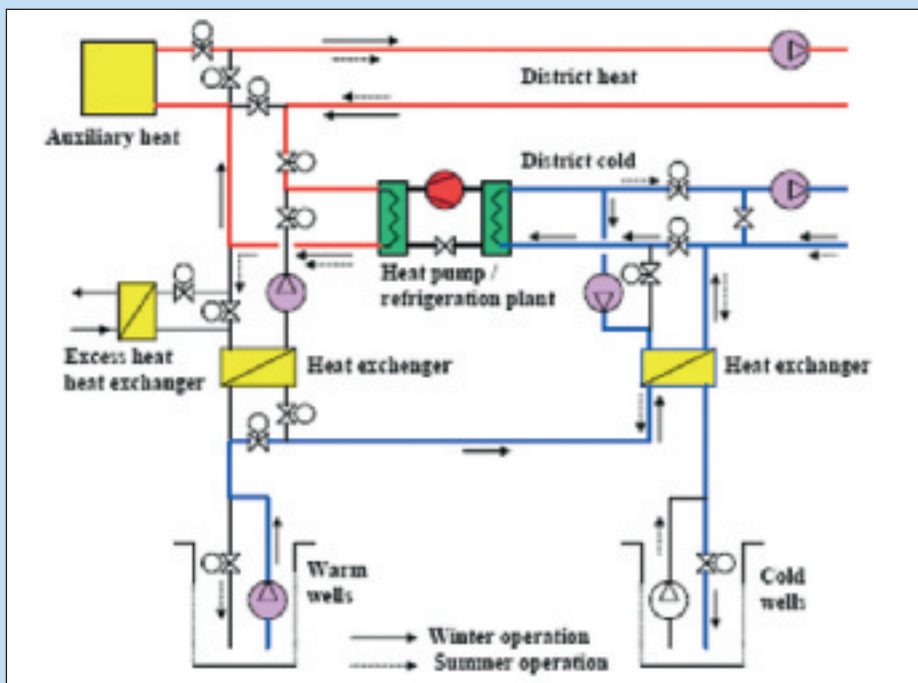 District heat
Auxiliary heat
District cold
Heat pump /
refrigeration plant
Excess heat
heat exchanger
Heat exchenger
Heat exchanger
Warm
wells
Cold
wells
Winter operation
Summer operation